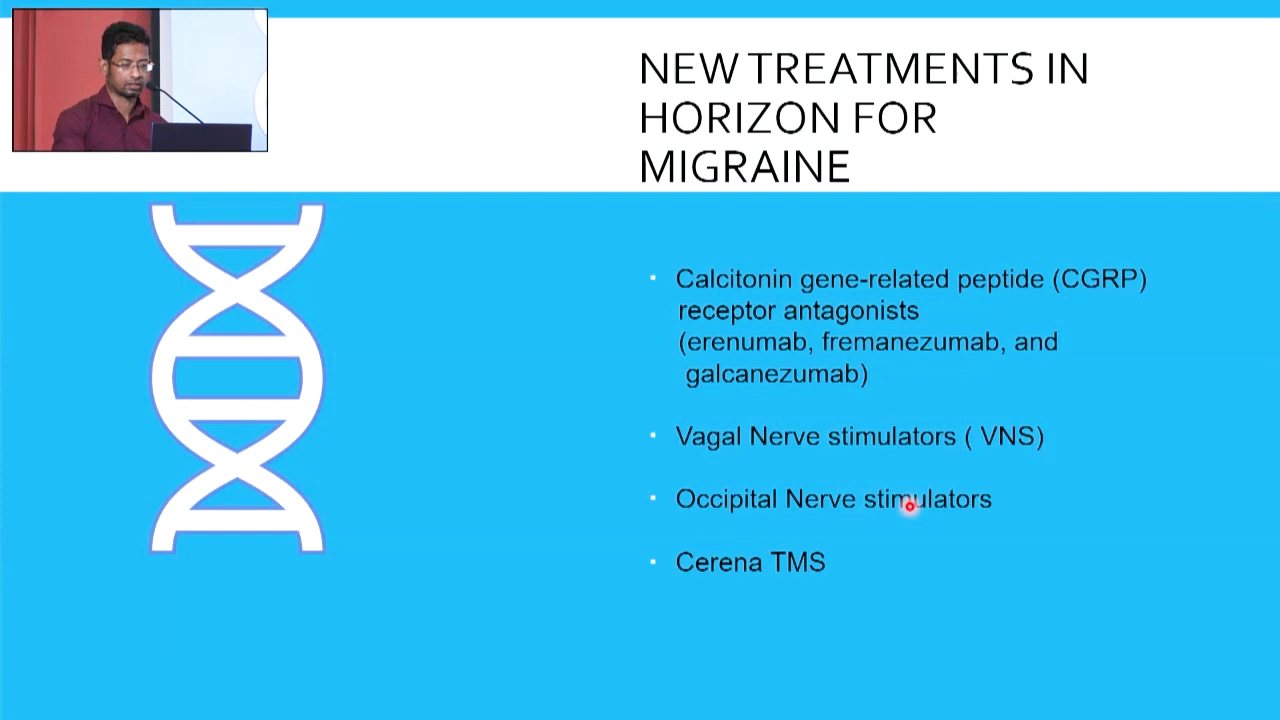 NEW TREATMENTS IN
HORIZON FOR
MIGRAINE
Calcitonin gene-related peptide (CGRP)
receptor antagonists
(erenumab, fremanezumab, and
galcanezumab)
Vagal Nerve stimulators ( VNS)
Occipital Nerve stimulators
Cerena TMS